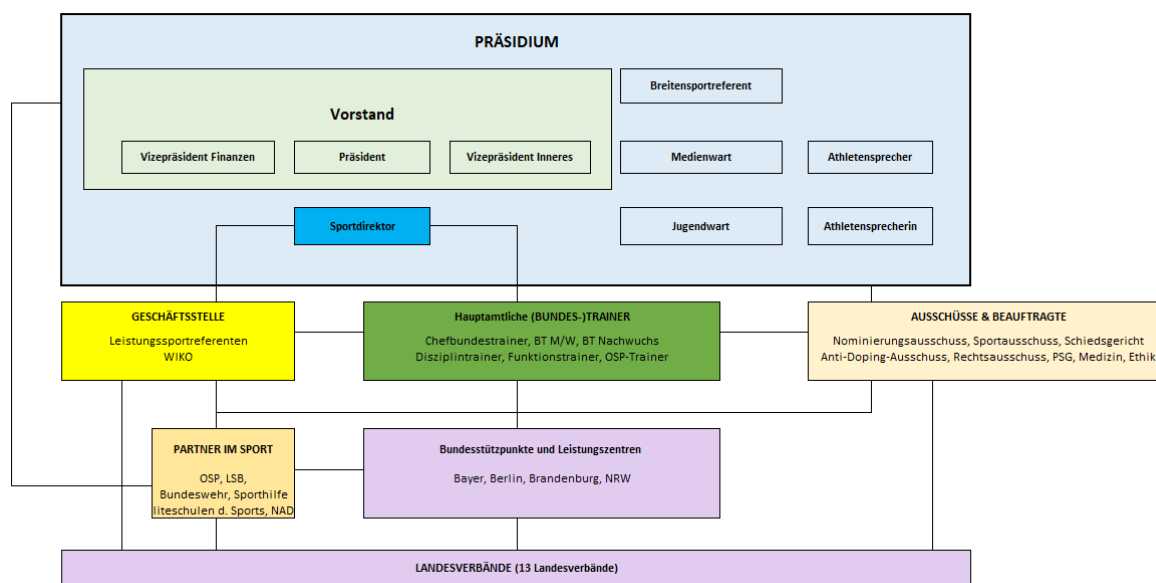 PRÄSIDIUM
Vorstand
Vizepräsident Finanzen
Präsident
Vizepräsident Inneres
Breitensportreferent
Medienwart
Athletensprecher
Sportdirektor
Jugendwart
Athletensprecherin
GESCHÄFTSSTELLE
Leistungssportreferenten
WIKO
Hauptamtliche (BUNDES-)TRAINER
Chefbundestrainer, BT M/W, BT Nachwuchs
Disziplintrainer, Funktionstrainer, OSP-Trainer
AUSSCHÜSSE & BEAUFTRAGTE
Nominierungsausschuss, Sportausschuss, Schiedsgericht
Anti-Doping-Ausschuss, Rechtsausschuss, PSG, Medizin, Ethik
PARTNER IM SPORT
OSP, LSB,
Bundeswehr, Sporthilfe
liteschulen d. Sports, NAD
Bundesstützpunkte und Leistungszentren
Bayer, Berlin, Brandenburg, NRW
LANDESVERBÄNDE (13 Landesverbände)